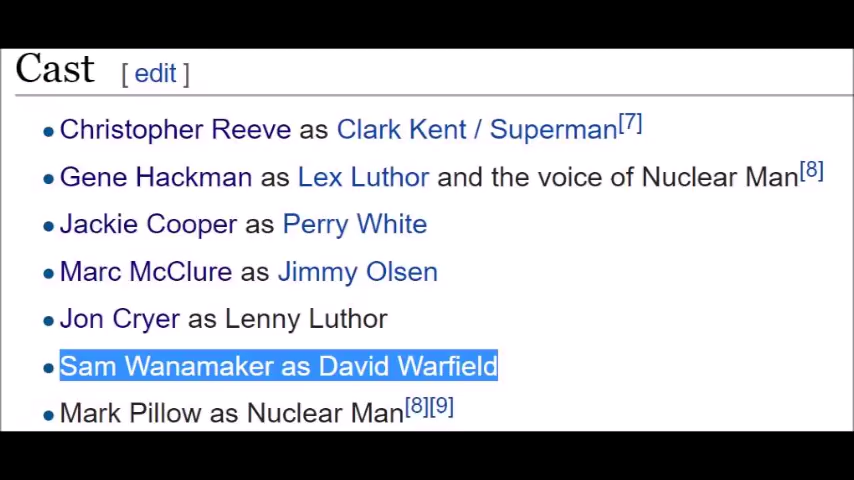 Cast [ edit ]
Christopher Reeve as Clark Kent / Superman[7]
Gene Hackman as Lex Luthor and the voice of Nuclear Man[8]
Jackie Cooper as Perry White
Marc McClure as Jimmy Olsen
Jon Cryer as Lenny Luthor
Sam Wanamaker as David Warfield
Mark Pillow as Nuclear Man[8][9]